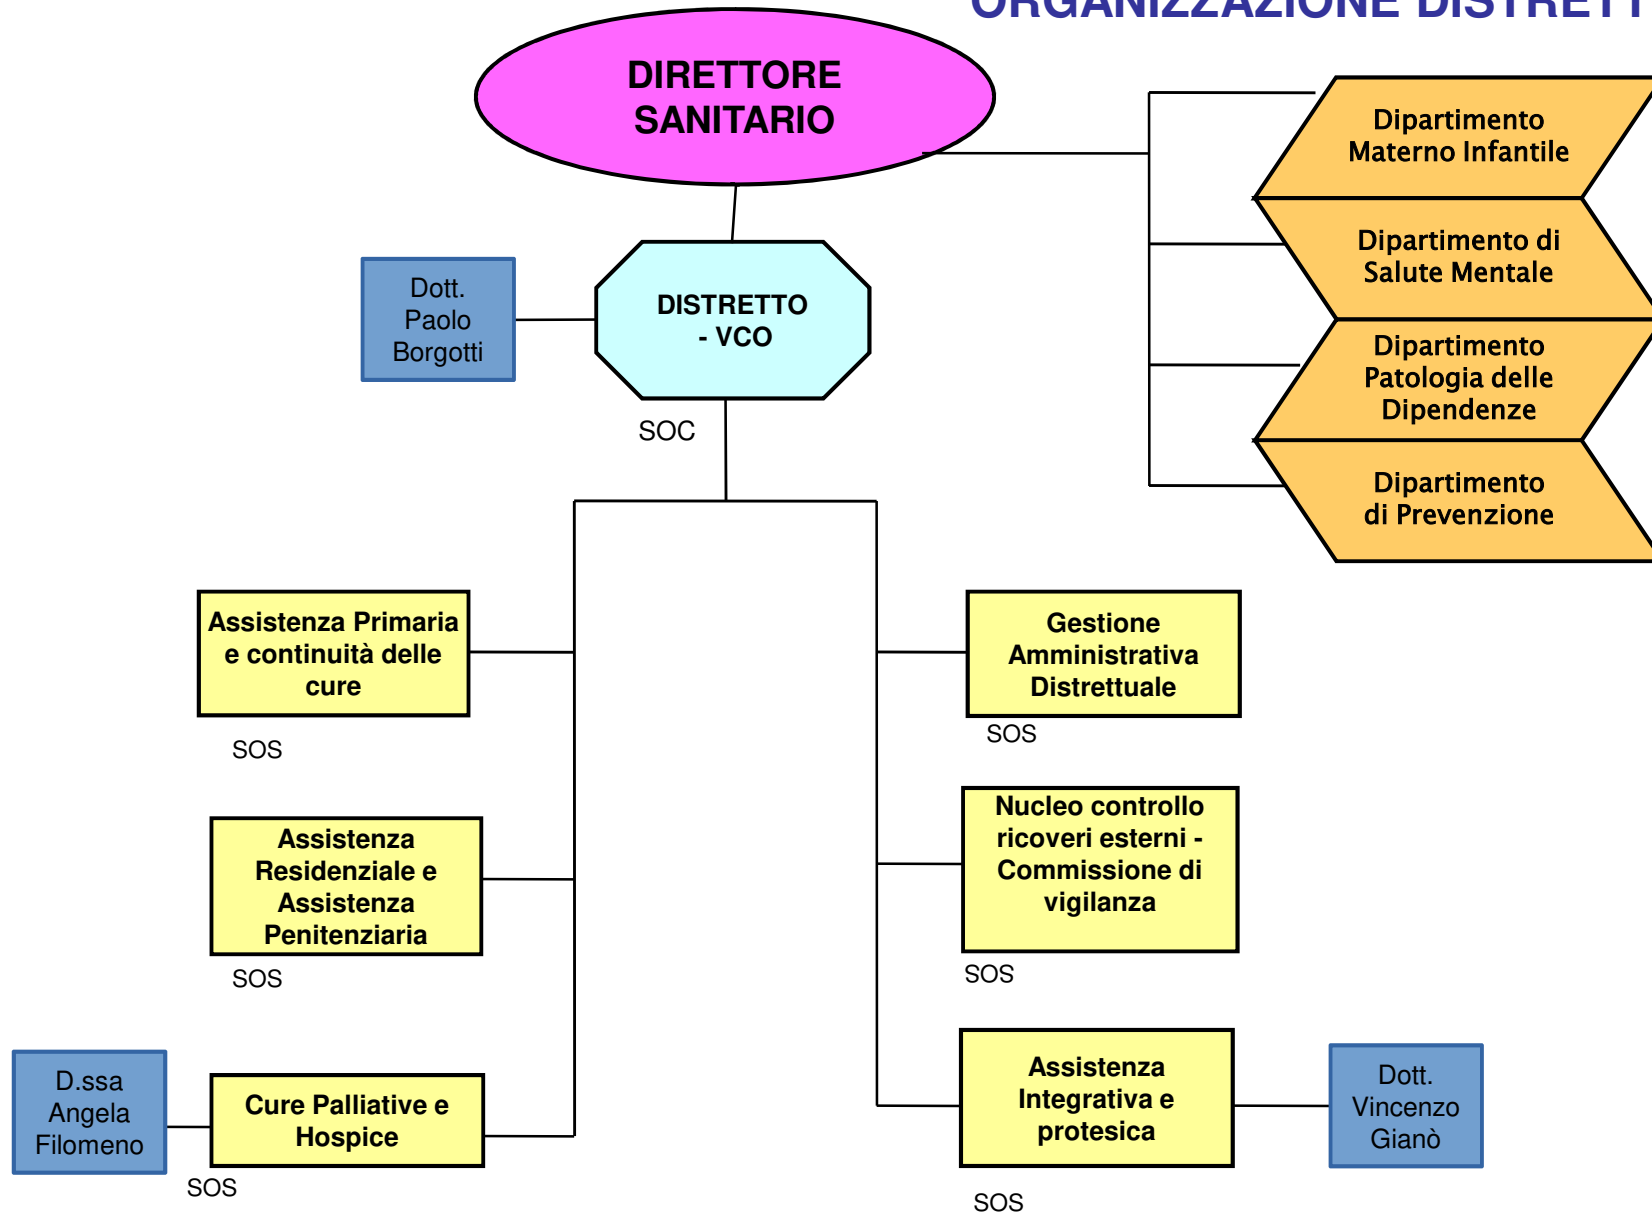 ORGANIZZAZIONE
DIRETTORE
SANITARIO
Dipartimento
Materno Infantile
Dipartimento di
Salute Mentale
Dipartimento
Patologia delle
Dipendenze
Dipartimento
di Prevenzione
Dott.
Paolo
Borgotti
DISTRETTO
- VCO
SOC
Assistenza Primaria
e continuità delle
cure
SOS
Gestione
Amministrativa
Distrettuale
SOS
Assistenza
Residenziale e
Assistenza
Penitenziaria
SOS
Nucleo controllo
ricoveri esterni -
Commissione di
vigilanza
SOS
D.ssa
Angela
Filomeno
Cure Palliative e
Hospice
SOS
Assistenza
Integrativa e
protesica
SOS
Dott.
Vincenzo
Gianò